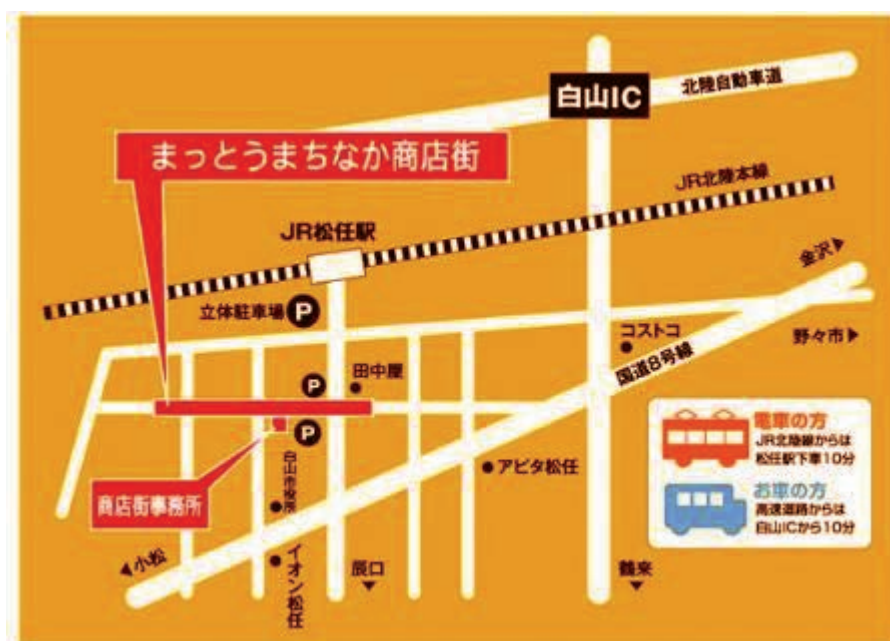 白山IC
北陸自動車道
まっとうまちなか商店街
JR北陸本線
JR松任駅
金沢▶
立体駐車場 P
コストコ
野々市▶
国道8号線
P
田中屋
P
電車の方
JR北陸線からは
松任駅下車10分
白山市役所
アピタ松任
商店街事務所
お車の方
高速道路からは
白山ICから10分
◀小松
イオン松任
辰口
▼
鶴来
▼